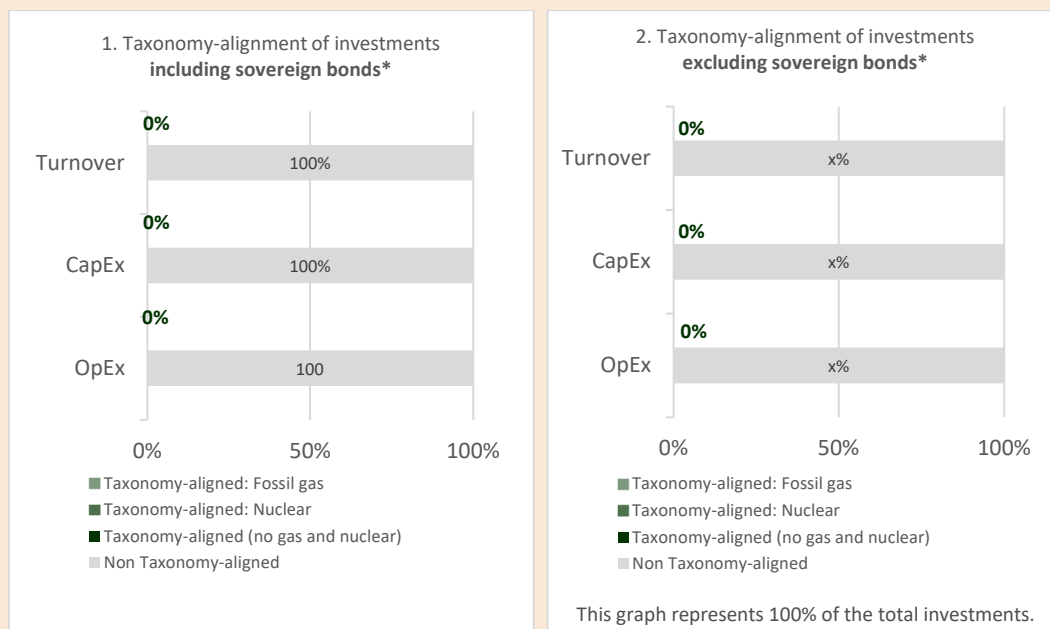 1. Taxonomy-alignment of investments
including sovereign bonds*
0%
Turnover
100%
0%
CapEx
100%
0%
OpEx
100
0%
50%
100%
Taxonomy-aligned: Fossil gas
Taxonomy-aligned: Nuclear
Taxonomy-aligned (no gas and nuclear)
Non Taxonomy-aligned
2. Taxonomy-alignment of investments
excluding sovereign bonds*
0%
Turnover
x%
0%
CapEx
x%
0%
OpEx
x%
0%
50%
100%
Taxonomy-aligned: Fossil gas
Taxonomy-aligned: Nuclear
Taxonomy-aligned (no gas and nuclear)
Non Taxonomy-aligned
This graph represents 100% of the total investments.